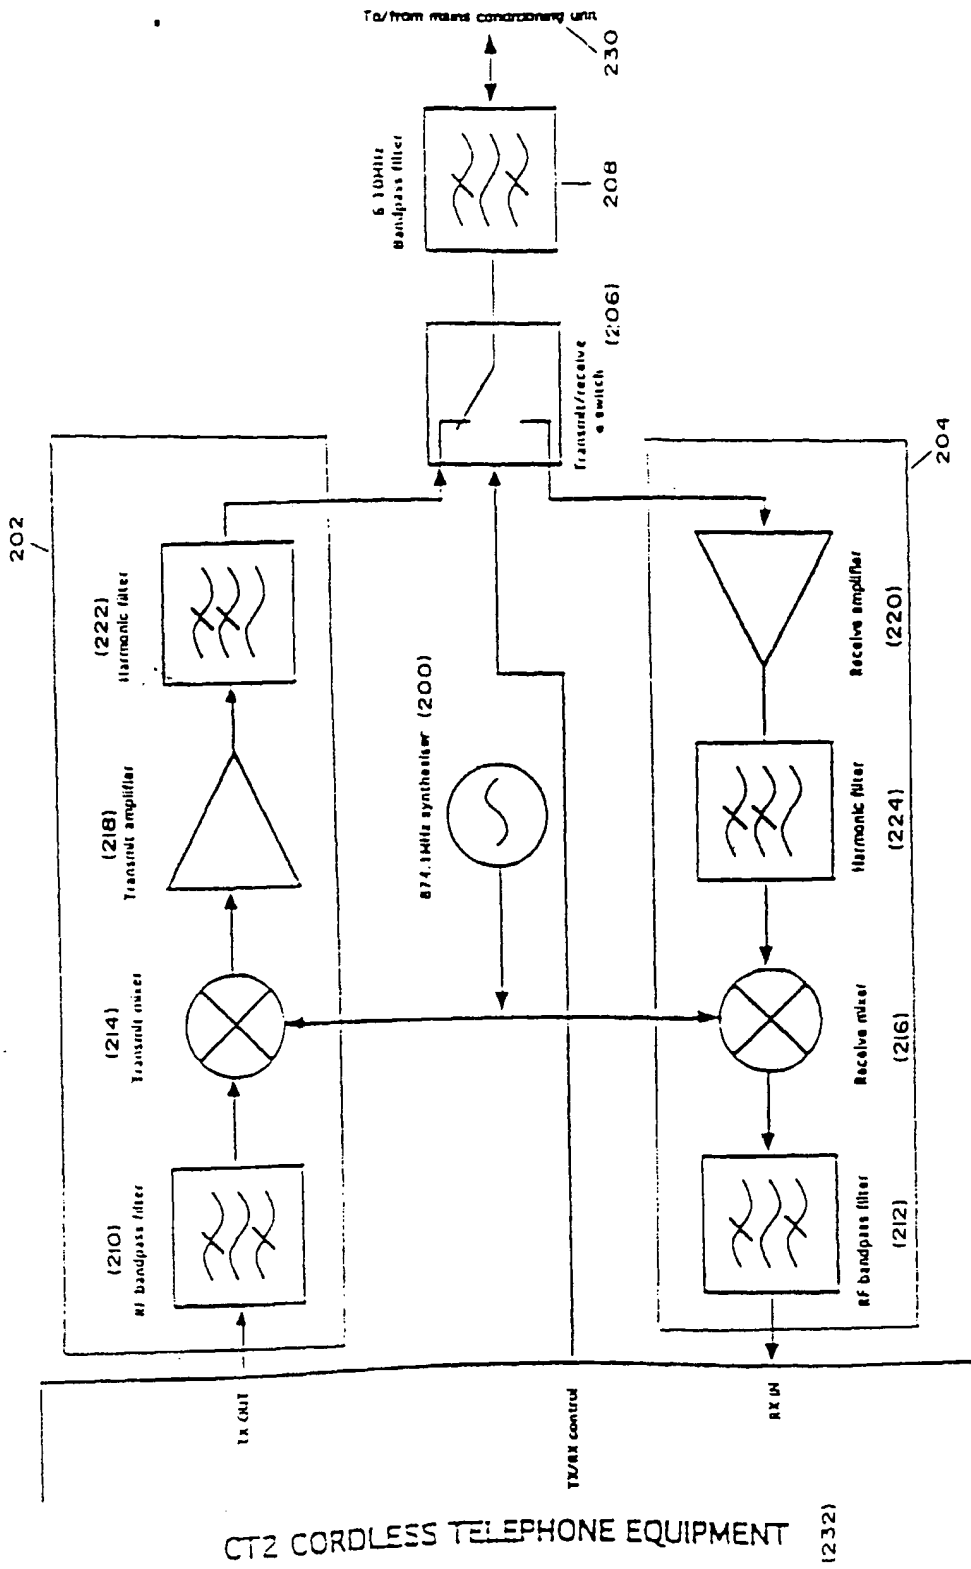 To/from mains conditioning unit
230
6 10MHz
Bandpass filter
208
Transmit/receive
switch
(206)
202
(222)
Harmonic filter
(218)
Transmit amplifier
(214)
Transmit mixer
(210)
RF bandpass filter
synthesiser (200)
204
Receive amplifier
(220)
Harmonic filter
(224)
Receive mixer
(216)
RF bandpass filter
(212)
TX OUT
TX/RX control
RX IN
CT2 CORDLESS TELEPHONE EQUIPMENT
(232)